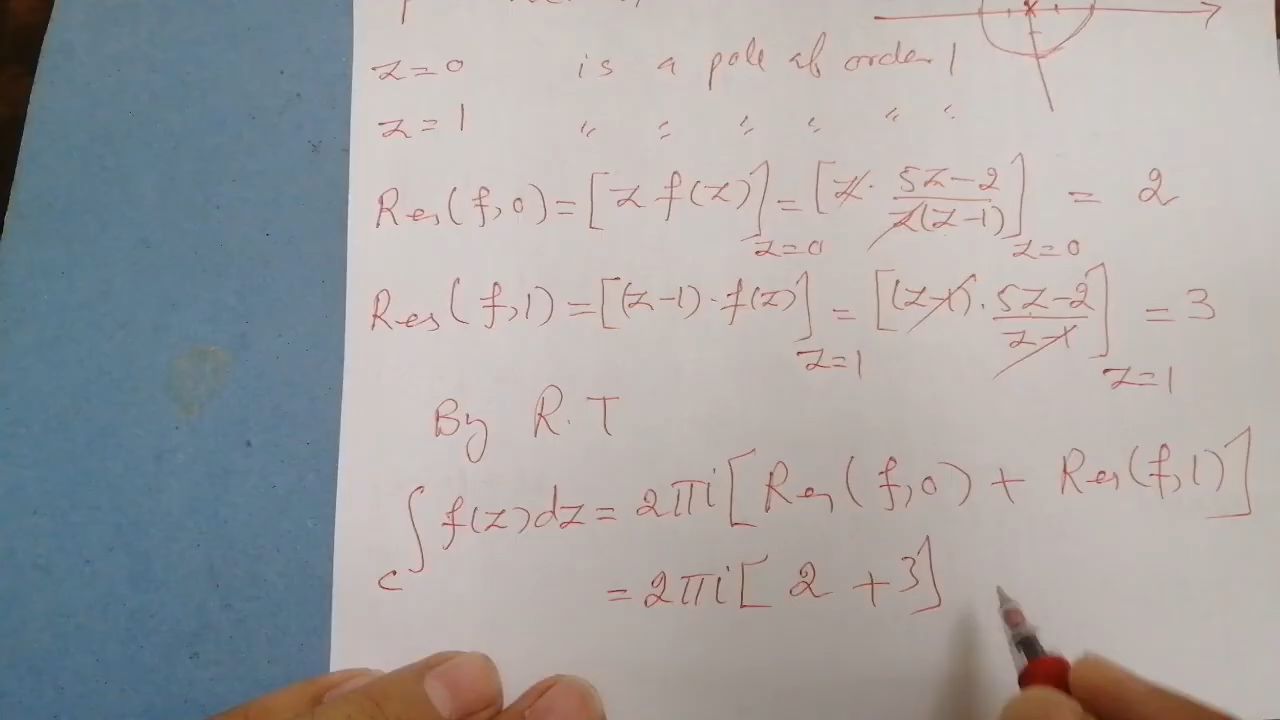 z=0 is a pole of order 1
z=1 〃 〃 〃 〃 〃 〃
Res(f,0)=[z f(z)]z=0 = [z· 5z-2/z(z-1)]z=0 = 2
Res(f,1)=[(z-1)·f(z)]z=1 = [(z-1)· 5z-2/z-1]z=1 = 3
By R.T
∫c f(z)dz = 2πi[Res(f,0) + Res(f,1)]
= 2πi[2+3]